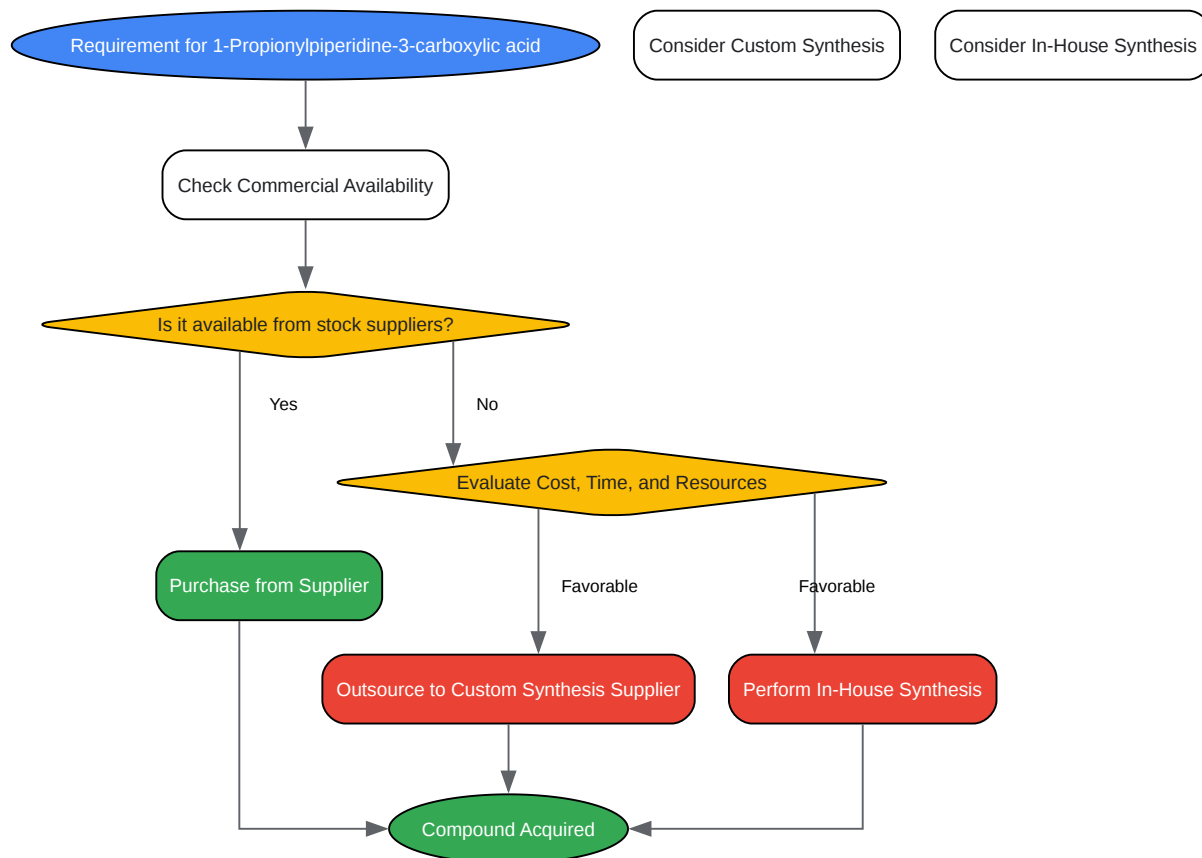 Requirement for 1-Propionylpiperidine-3-carboxylic acid
Consider Custom Synthesis
Consider In-House Synthesis
Check Commercial Availability
Is it available from stock suppliers?
Yes
No
Evaluate Cost, Time, and Resources
Purchase from Supplier
Favorable
Favorable
Outsource to Custom Synthesis Supplier
Perform In-House Synthesis
Compound Acquired